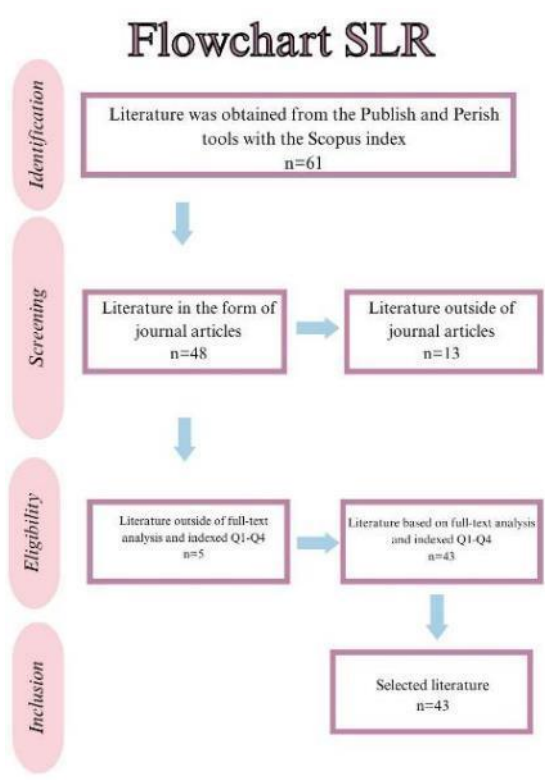 Flowchart SLR
Identification
Literature was obtained from the Publish and Perish
tools with the Scopus index
n=61
Screening
Literature in the form of
journal articles
n=48
Literature outside of
journal articles
n=13
Eligibility
Literature outside of full-text
analysis and indexed Q1-Q4
n=5
Literature based on full-text analysis
and indexed Q1-Q4
n=43
Inclusion
Selected literature
n=43